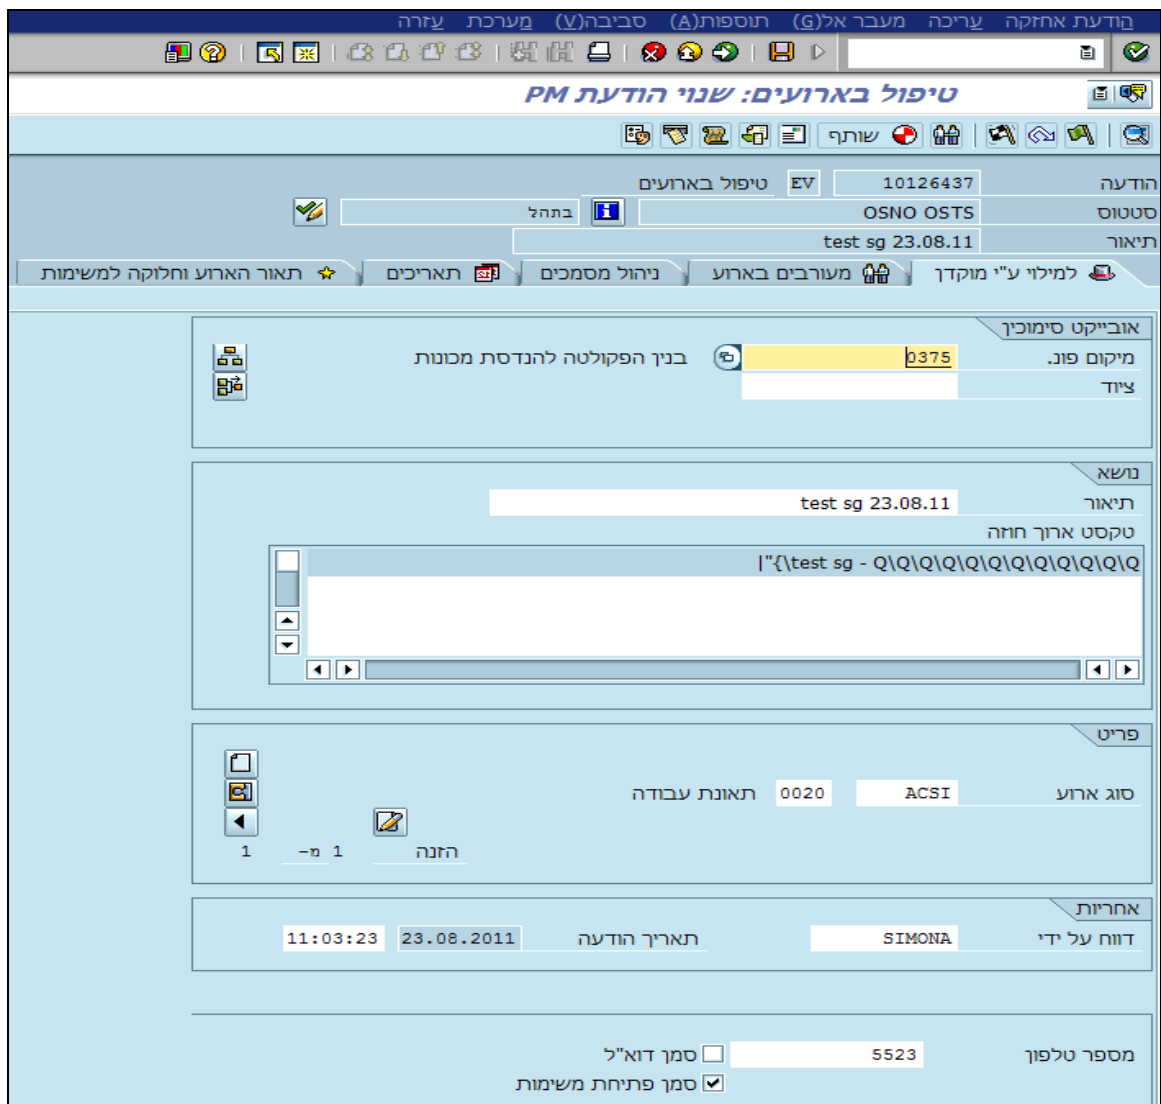 הודעת אחזקה עריכה מעבר אל(G) תוספות(A) סביבה(V) מערכת עזרה
טיפול בארועים: שנוי הודעת PM
שותף
הודעה 10126437 EV טיפול בארועים
סטטוס OSNO OSTS בתהל
תיאור test sg 23.08.11
למילוי ע"י מוקדן מעורבים בארוע ניהול מסמכים תאריכים תאור הארוע וחלוקה למשימות
אובייקט סימוכין
מיקום פונ. 0375 בנין הפקולטה להנדסת מכונות
ציוד
נושא
תיאור test sg 23.08.11
טקסט ארוך חוזה
|"{\test sg - Q\Q\Q\Q\Q\Q\Q\Q\Q\Q\Q\Q
פריט
סוג ארוע ACSI 0020 תאונת עבודה
הזנה 1 מ- 1
אחריות
דווח על ידי SIMONA תאריך הודעה 23.08.2011 11:03:23
מספר טלפון 5523 סמן דוא"ל
סמן פתיחת משימות